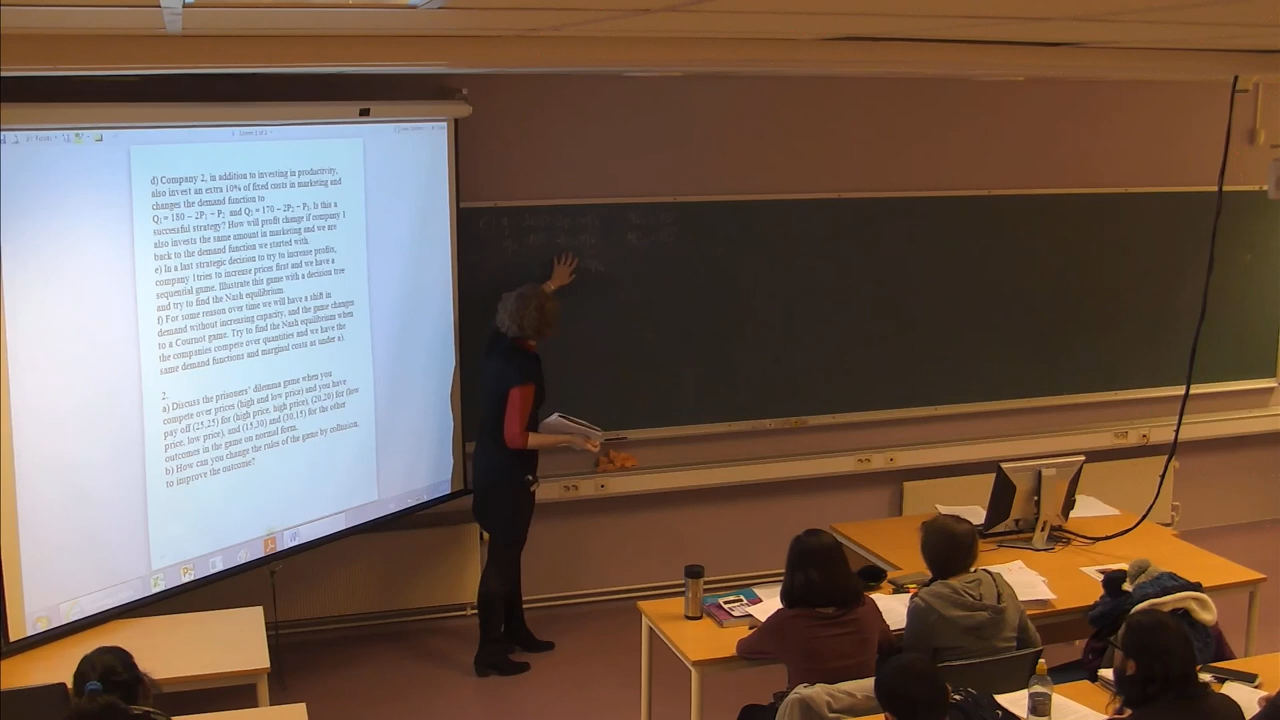 d) Company 2, in addition to investing in productivity,
also invest an extra 10% of fixed costs in marketing and
changes the demand function to
Q₁ = 180 − 2P₁ + P₂ and Q₂ = 170 − 2P₂ + P₁. Is this a
successful strategy? How will profit change if company 1
also invests the same amount in marketing and we are
back to the demand function we started with.
e) In a last strategic decision to try to increase profits,
company 1tries to increase prices first and we have a
sequential game. Illustrate this game with a decision tree
and try to find the Nash equilibrium.
f) For some reason over time we will have a shift in
demand without increasing capacity, and the game changes
to a Cournot game. Try to find the Nash equilibrium when
the companies compete over quantities and we have the
same demand functions and marginal costs as under a).
2.
a) Discuss the prisoners' dilemma game when you
compete over prices (high and low price) and you have
pay off (25,25) for (high price, high price), (20,20) for (low
price, low price), and (15,30) and (30,15) for the other
outcomes in the game on normal form.
b) How can you change the rules of the game by collusion,
to improve the outcome?